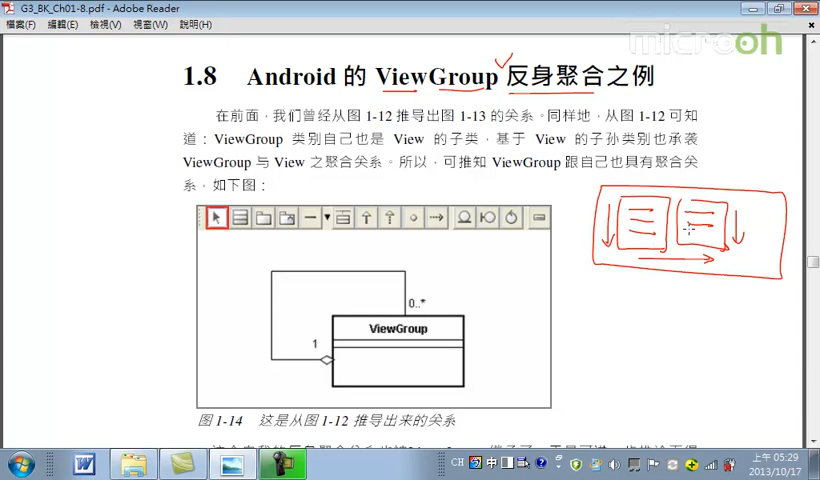 G3_BK_Ch01-8.pdf - Adobe Reader
檔案(F) 編輯(E) 檢視(V) 視窗(W) 說明(H)
microoh
1.8 Android 的 ViewGroup 反身聚合之例
在前面，我们曾经从图 1-12 推导出图 1-13 的关系。同样地，从图 1-12 可知
道：ViewGroup 类别自己也是 View 的子类，基于 View 的子孙类别也承袭
ViewGroup 与 View 之聚合关系。所以，可推知 ViewGroup 跟自己也具有聚合关
系，如下图：
0..*
ViewGroup
1
图 1-14 这是从图 1-12 推导出来的关系
CH 中
上午 05:29
2013/10/17